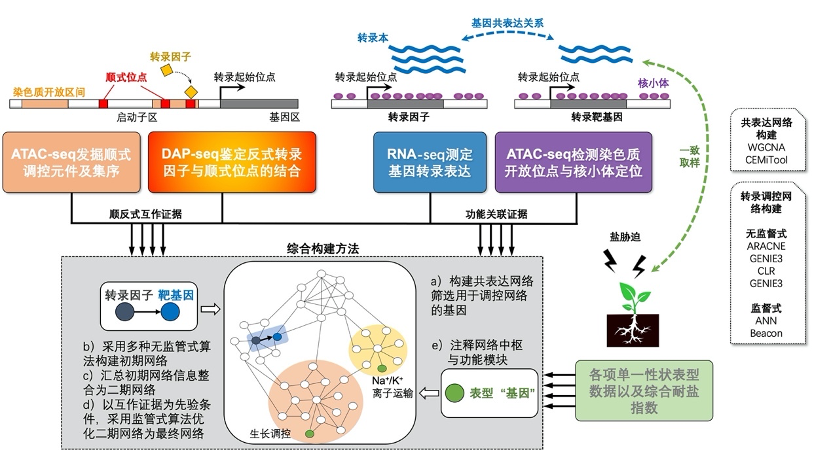 基因共表达关系
转录本
转录因子
染色质开放区间
顺式位点
转录起始位点
转录起始位点
转录起始位点
核小体
启动子区
基因区
转录因子
转录靶基因
ATAC-seq发掘顺式
调控元件及集序
DAP-seq鉴定反式转录
因子与顺式位点的结合
RNA-seq测定
基因转录表达
ATAC-seq检测染色质
开放位点与核小体定位
一致
取样
共表达网络
构建
WGCNA
CEMiTool
转录调控网
络构建
无监督式
ARACNE
GENIE3
CLR
GENIE3
监督式
ANN
Beacon
顺反式互作证据
功能关联证据
盐胁迫
综合构建方法
转录因子 靶基因
b）采用多种无监管式算
法构建初期网络
c）汇总初期网络信息整
合为二期网络
d）以互作证据为先验条
件，采用监管式算法优
化二期网络为最终网络
Na⁺/K⁺
离子运输
生长调控
a）构建共表达网络
筛选用于调控网络
的基因
e）注释网络中枢
与功能模块
表型“基因”
各项单一性状表型
数据以及综合耐盐
指数